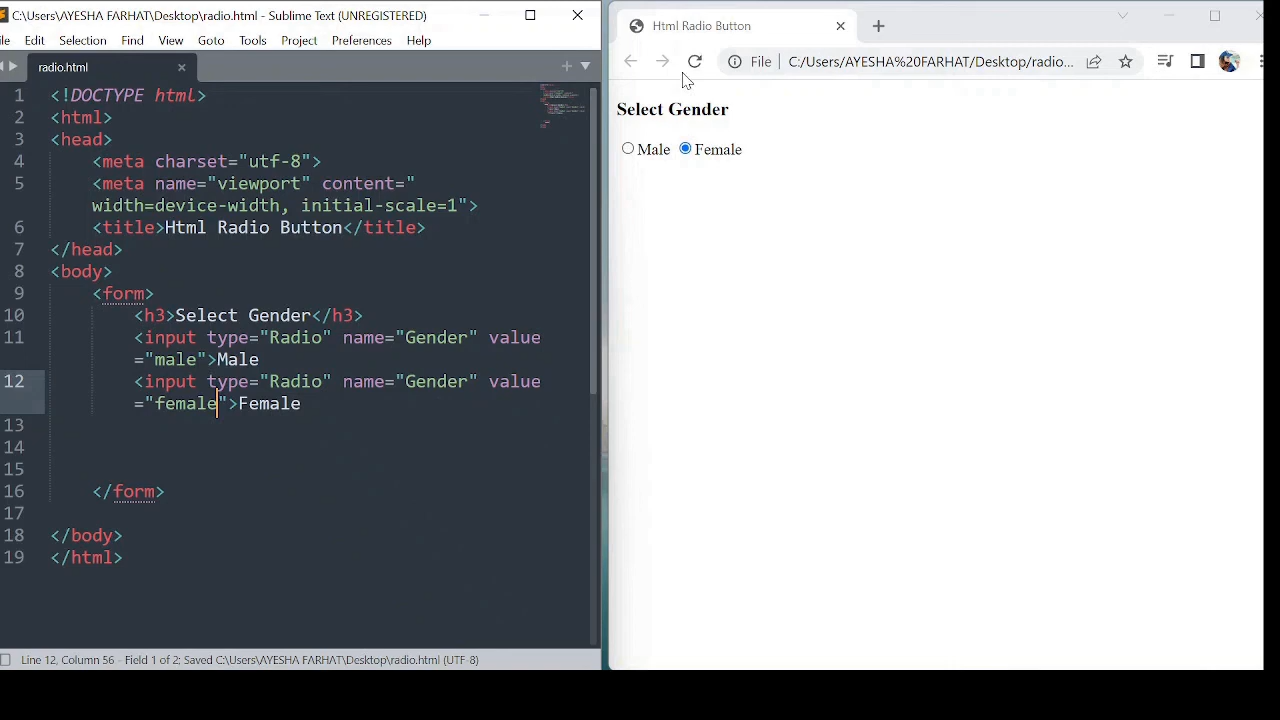 C:\Users\AYESHA FARHAT\Desktop\radio.html - Sublime Text (UNREGISTERED)
ile Edit Selection Find View Goto Tools Project Preferences Help
radio.html
1 <!DOCTYPE html>
2 <html>
3 <head>
4 <meta charset="utf-8">
5 <meta name="viewport" content="
width=device-width, initial-scale=1">
6 <title>Html Radio Button</title>
7 </head>
8 <body>
9 <form>
10 <h3>Select Gender</h3>
11 <input type="Radio" name="Gender" value
="male">Male
12 <input type="Radio" name="Gender" value
="female">Female
13
14
15
16 </form>
17
18 </body>
19 </html>
Line 12, Column 56 - Field 1 of 2; Saved C:\Users\AYESHA FARHAT\Desktop\radio.html (UTF-8)
Html Radio Button
File C:/Users/AYESHA%20FARHAT/Desktop/radio...
Select Gender
Male Female